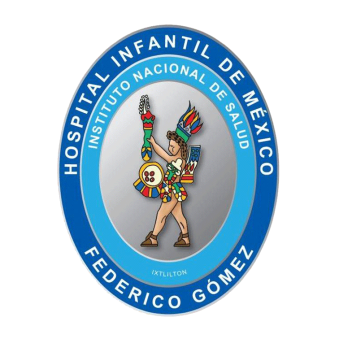 HOSPITAL INFANTIL DE MÉXICO
INSTITUTO NACIONAL DE SALUD
IXTLILTON
FEDERICO GÓMEZ